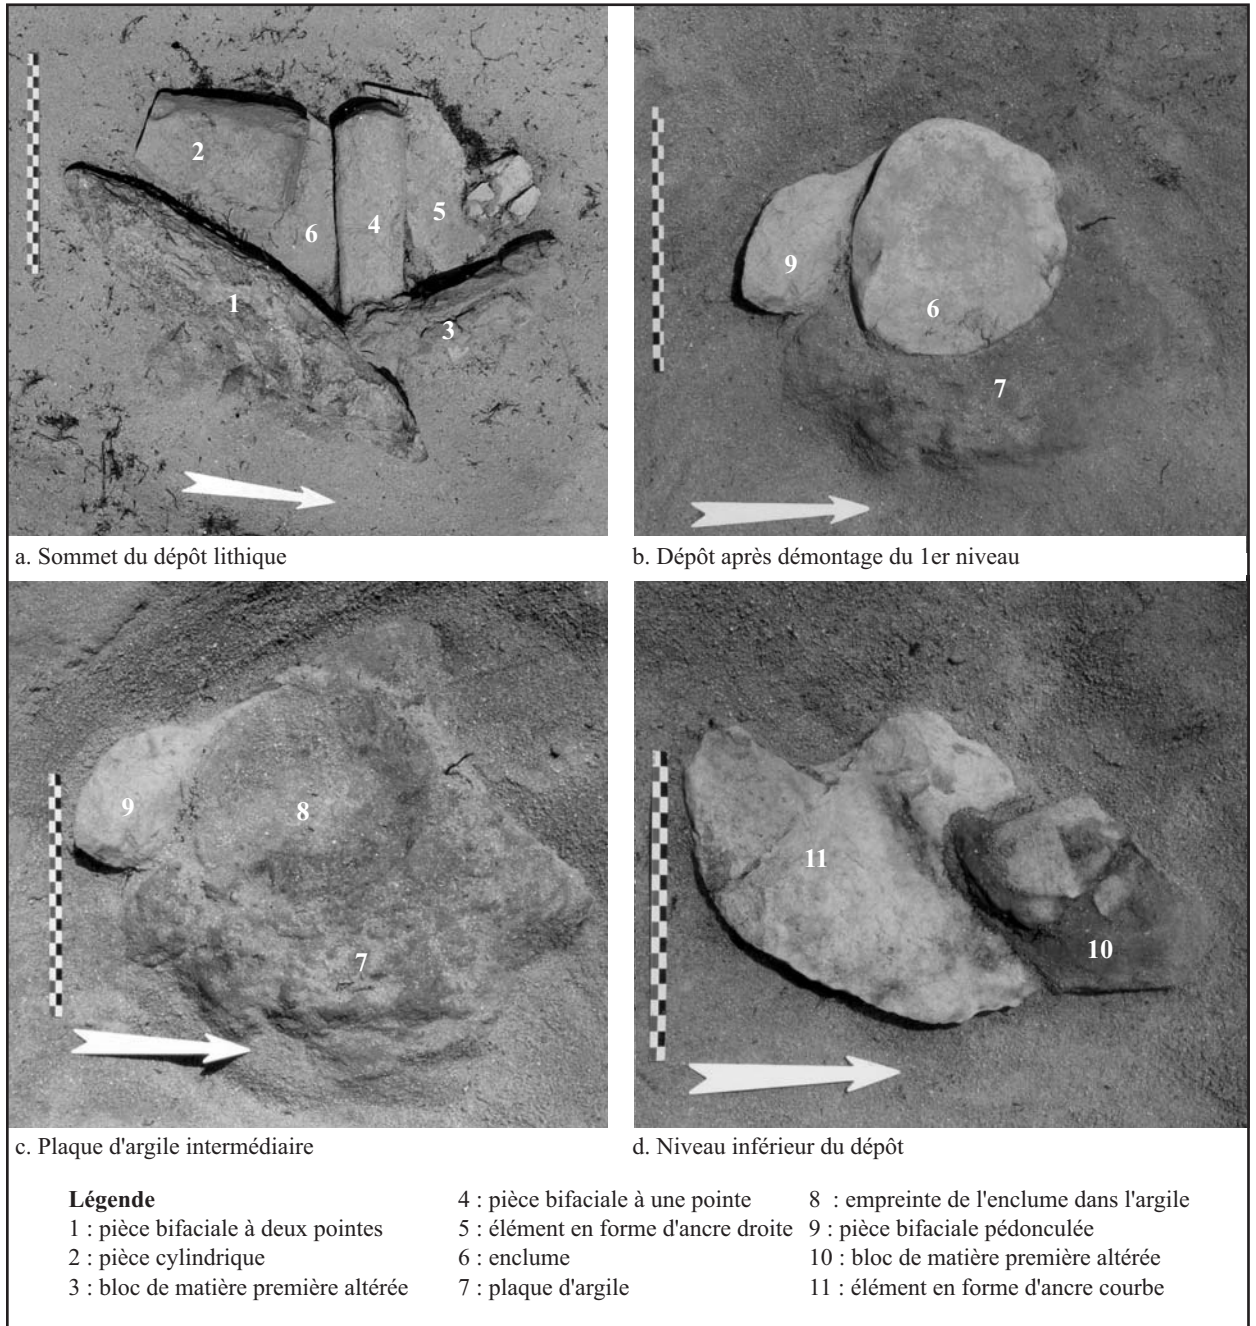 2
6
4
5
1
3
a. Sommet du dépôt lithique
9
6
7
b. Dépôt après démontage du 1er niveau
9
8
7
c. Plaque d'argile intermédiaire
11
10
d. Niveau inférieur du dépôt
Légende
1 : pièce bifaciale à deux pointes
2 : pièce cylindrique
3 : bloc de matière première altérée
4 : pièce bifaciale à une pointe
5 : élément en forme d'ancre droite
6 : enclume
7 : plaque d'argile
8 : empreinte de l'enclume dans l'argile
9 : pièce bifaciale pédonculée
10 : bloc de matière première altérée
11 : élément en forme d'ancre courbe